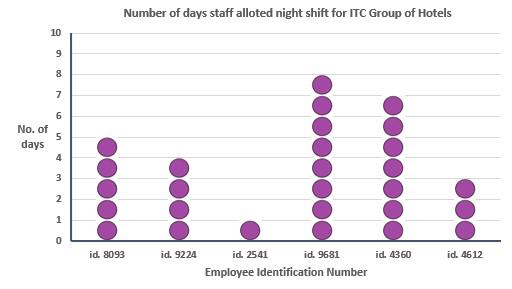 Number of days staff alloted night shift for ITC Group of Hotels
10
9
8
7
6
5
4
3
2
1
0
No. of
days
id. 8093 id. 9224 id. 2541 id. 9681 id. 4360 id. 4612
Employee Identification Number